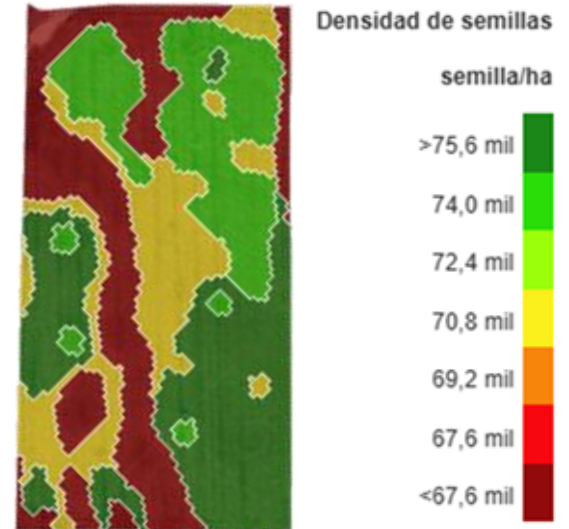 Densidad de semillas
semilla/ha
>75,6 mil
74,0 mil
72,4 mil
70,8 mil
69,2 mil
67,6 mil
<67,6 mil